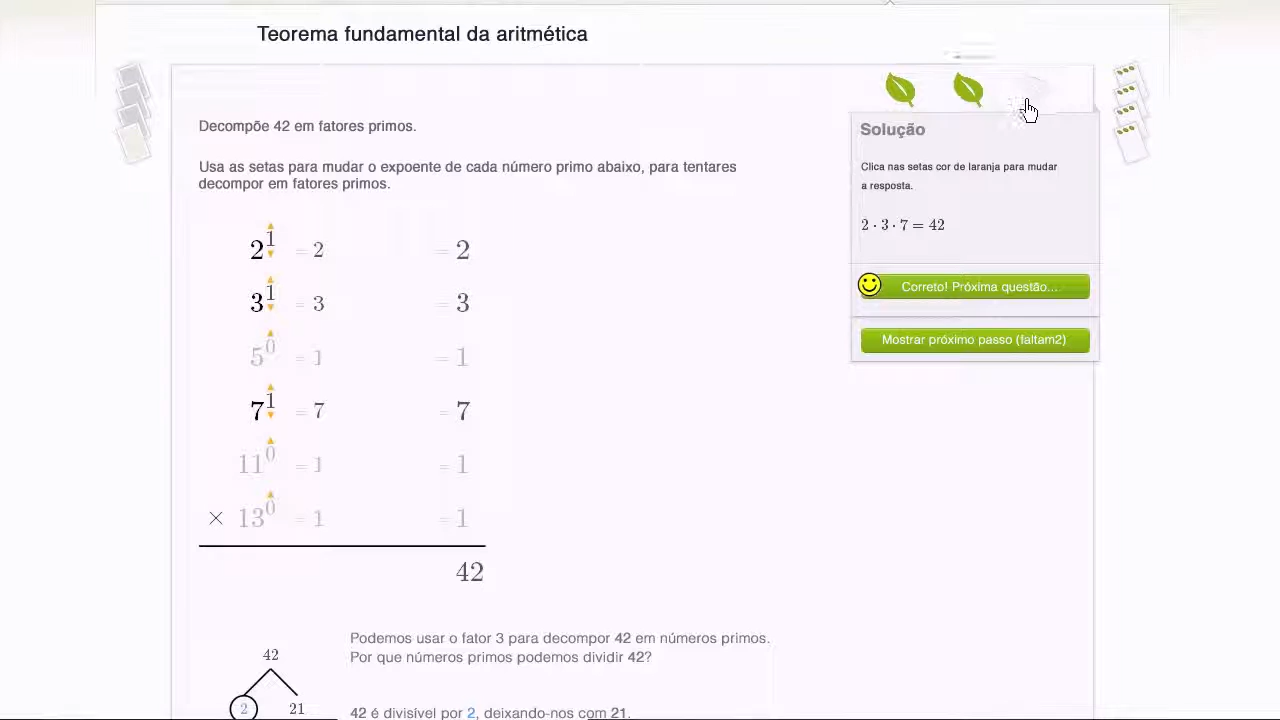 Teorema fundamental da aritmética
Decompõe 42 em fatores primos.
Usa as setas para mudar o expoente de cada número primo abaixo, para tentares
decompor em fatores primos.
2^1 = 2 = 2
3^1 = 3 = 3
5^0 = 1 = 1
7^1 = 7 = 7
11^0 = 1 = 1
× 13^0 = 1 = 1
42
Solução
Clica nas setas cor de laranja para mudar
a resposta.
2 · 3 · 7 = 42
Correto! Próxima questão...
Mostrar próximo passo (faltam2)
Podemos usar o fator 3 para decompor 42 em números primos.
Por que números primos podemos dividir 42?
42
2 21
42 é divisível por 2, deixando-nos com 21.